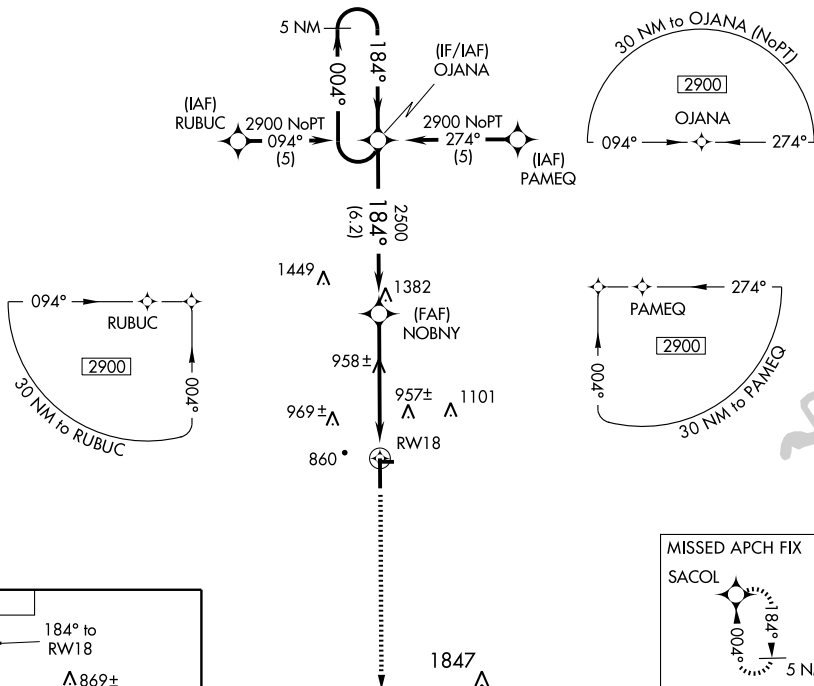 5 NM
004°
184°
(IF/IAF)
OJANA
(IAF)
RUBUC
2900 NoPT
094°
(5)
2900 NoPT
274°
(5)
(IAF)
PAMEQ
30 NM to OJANA (NoPT)
2900
OJANA
094°
274°
2500
184°
(6.2)
1449
1382
(FAF)
NOBNY
094°
RUBUC
2900
004°
30 NM to RUBUC
274°
PAMEQ
2900
004°
30 NM to PAMEQ
958±
957±
1101
969±
860
RW18
MISSED APCH FIX
SACOL
184°
004°
5 NM
184° to
RW18
869±
1847